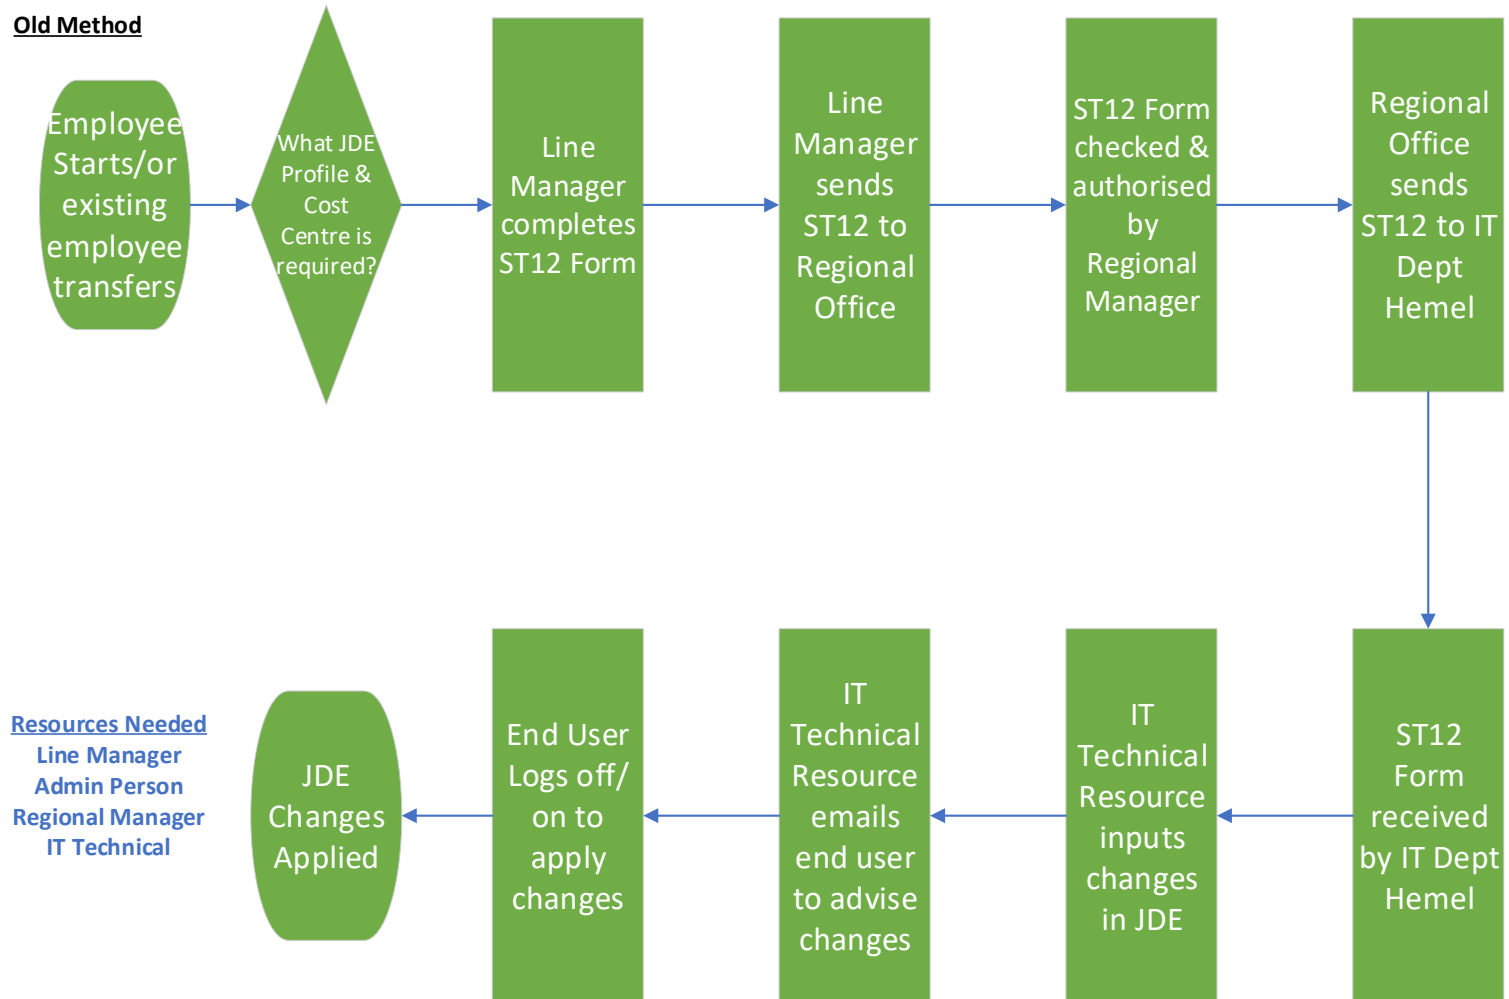 Old Method
Employee
Starts/or
existing
employee
transfers
What JDE
Profile &
Cost
Centre is
required?
Line
Manager
completes
ST12 Form
Line
Manager
sends
ST12 to
Regional
Office
ST12 Form
checked &
authorised
by
Regional
Manager
Regional
Office
sends
ST12 to IT
Dept
Hemel
ST12
Form
received
by IT Dept
Hemel
IT
Technical
Resource
inputs
changes
in JDE
IT
Technical
Resource
emails
end user
to advise
changes
End User
Logs off/
on to
apply
changes
JDE
Changes
Applied
Resources Needed
Line Manager
Admin Person
Regional Manager
IT Technical